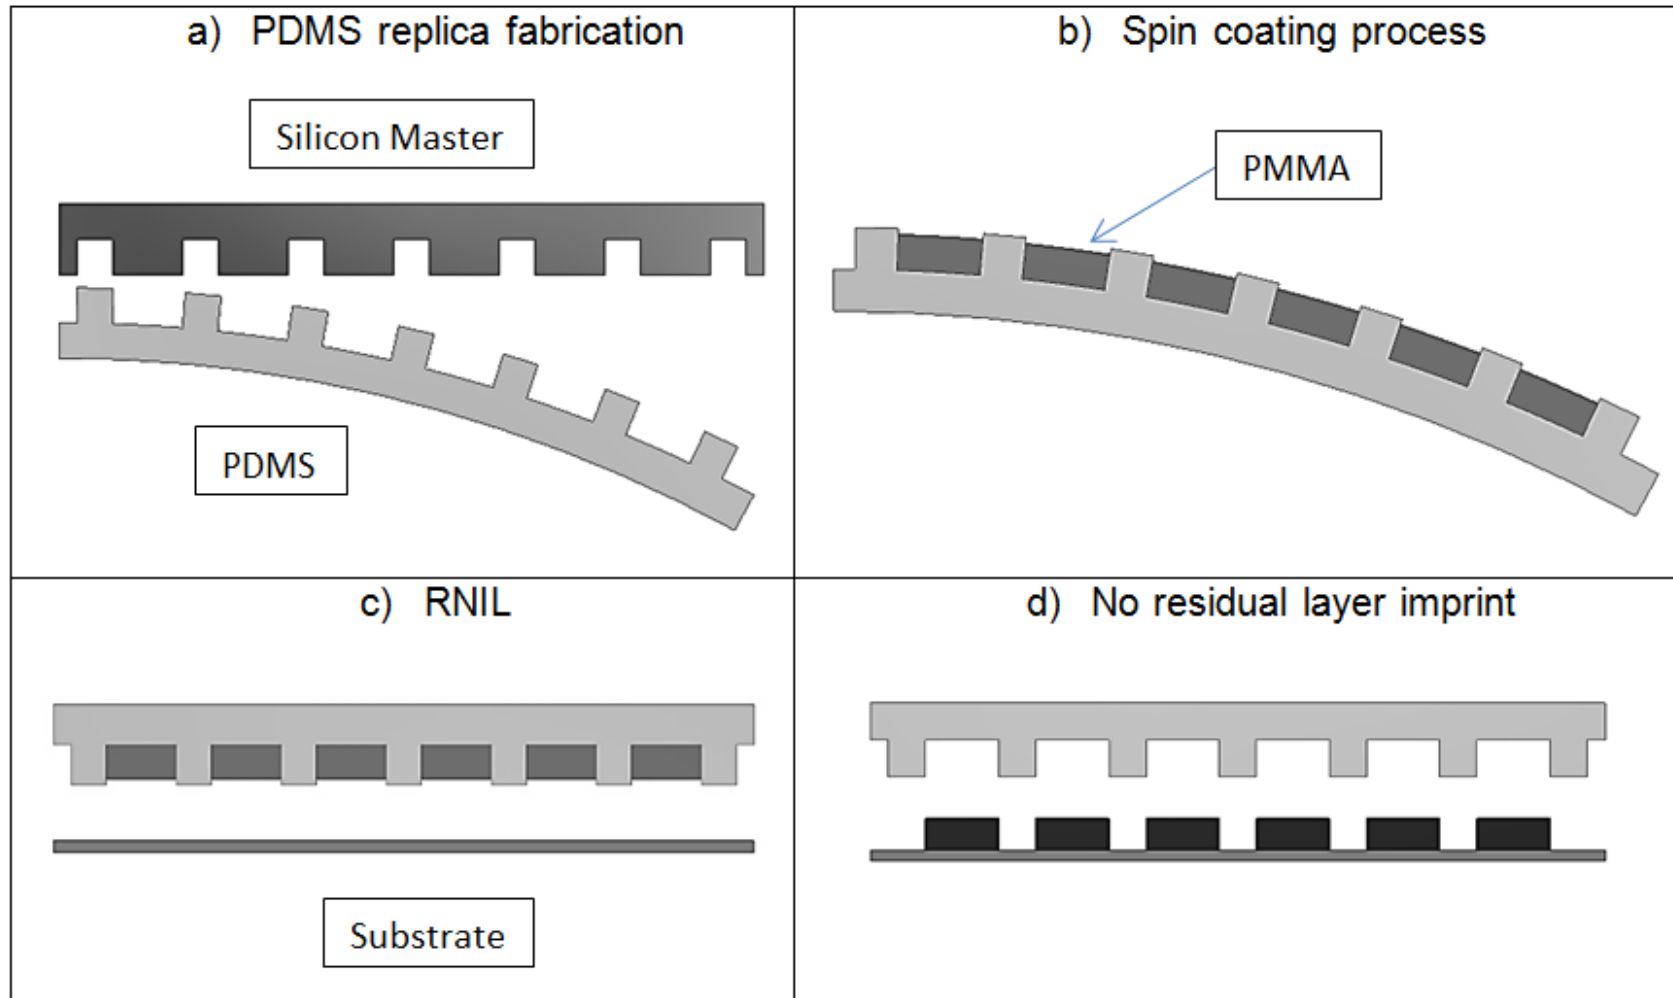 a) PDMS replica fabrication
Silicon Master
PDMS
b) Spin coating process
PMMA
c) RNIL
Substrate
d) No residual layer imprint